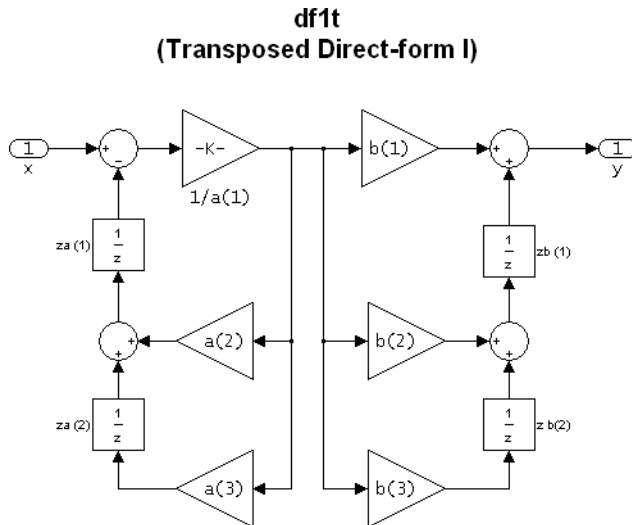 df1t
(Transposed Direct-form I)
1
x
+
−
-K-
1/a(1)
b(1)
+
+
1
y
za (1)
1
z
1
z
zb (1)
+
+
a(2)
b(2)
+
+
za (2)
1
z
1
z
z b(2)
a(3)
b(3)